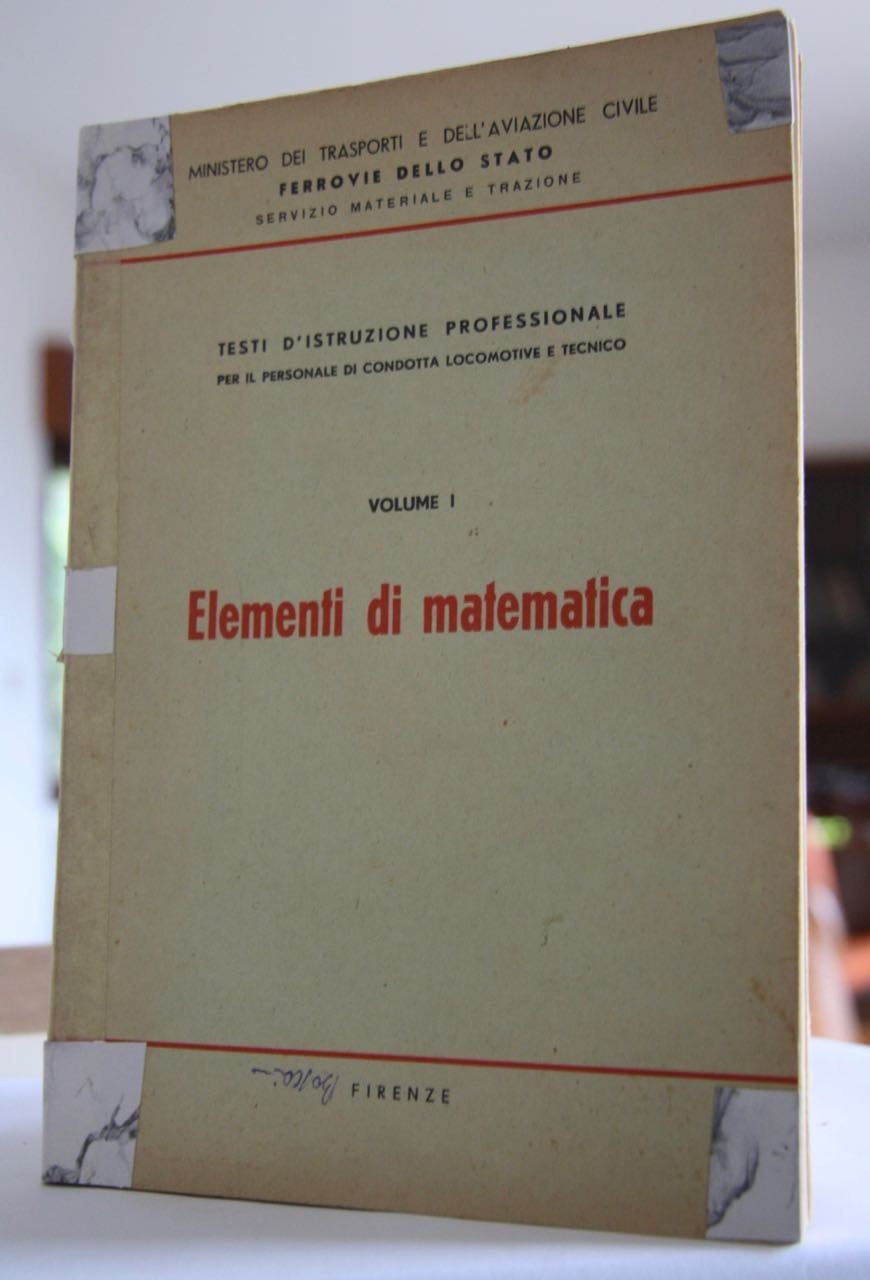 MINISTERO DEI TRASPORTI E DELL'AVIAZIONE CIVILE
FERROVIE DELLO STATO
SERVIZIO MATERIALE E TRAZIONE
TESTI D'ISTRUZIONE PROFESSIONALE
PER IL PERSONALE DI CONDOTTA LOCOMOTIVE E TECNICO
VOLUME I
Elementi di matematica
FIRENZE